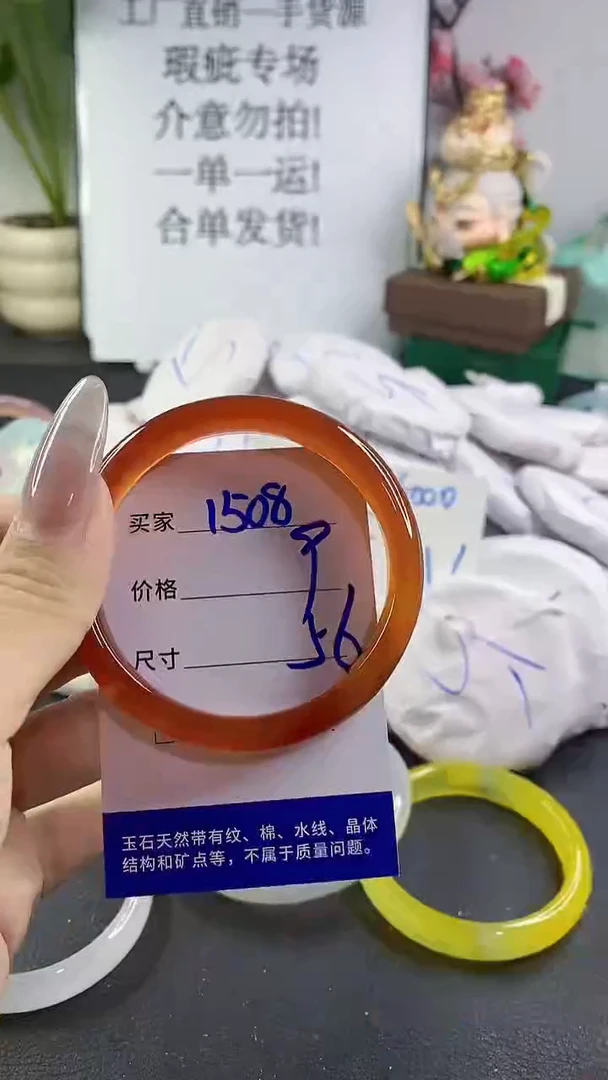 工厂直销一手货源
瑕疵专场
介意勿拍!
一单一运!
合单发货!
买家 1508
价格
尺寸 56
玉石天然带有纹、棉、水线、晶体
结构和矿点等，不属于质量问题。